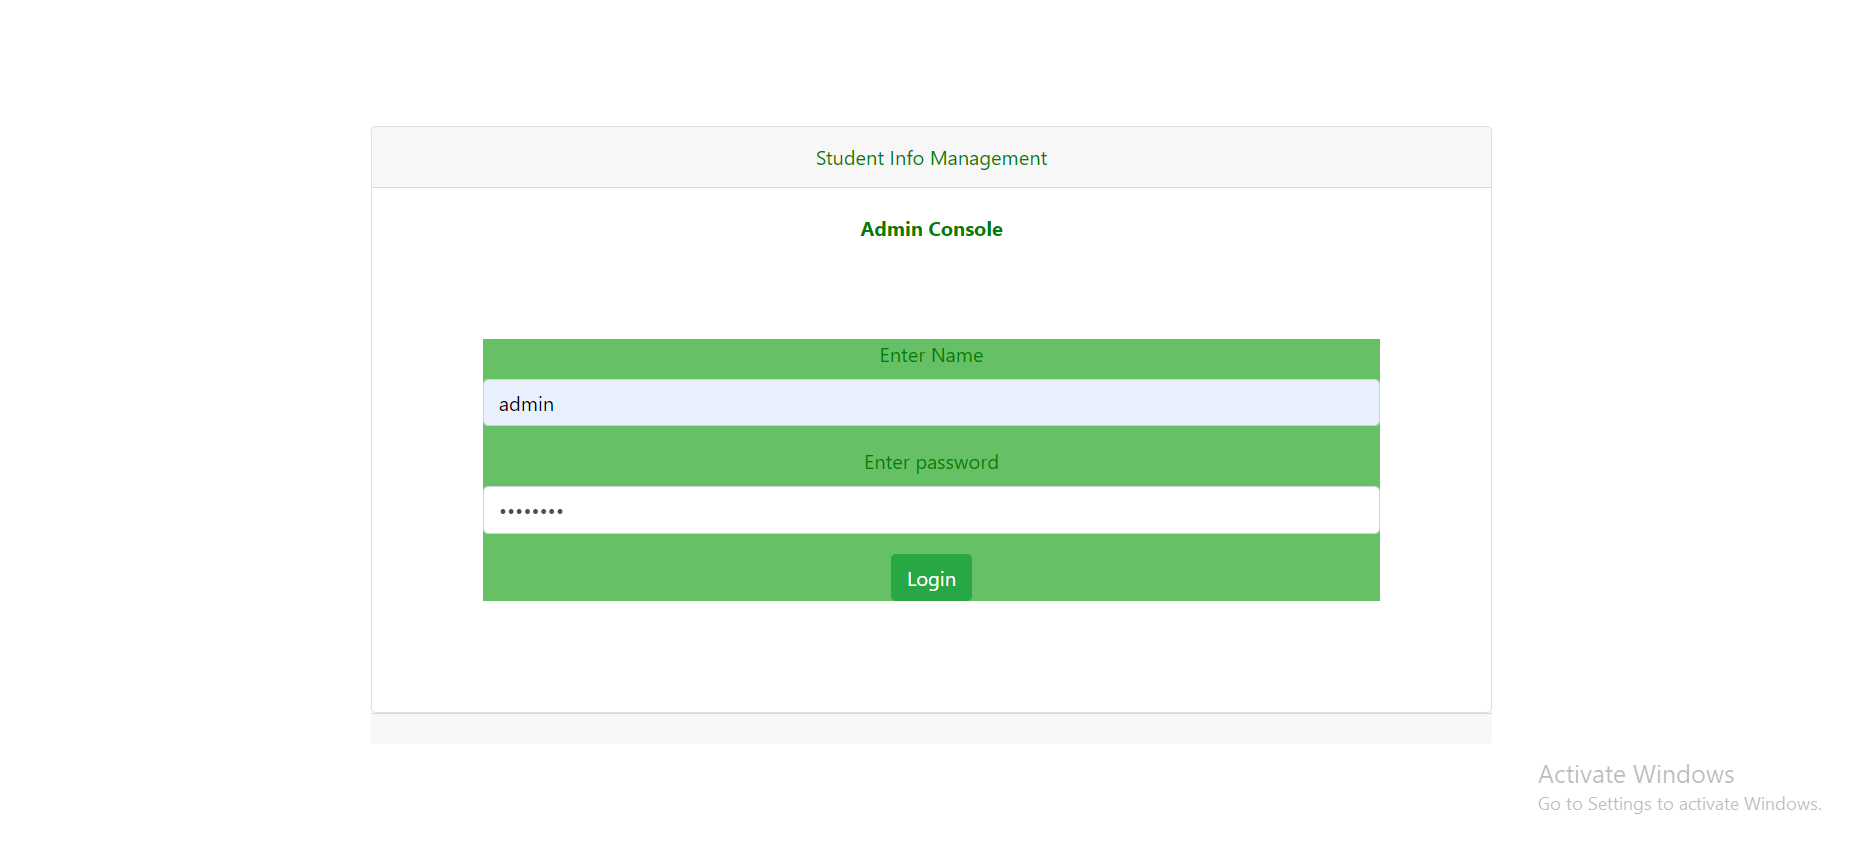 Student Info Management
Admin Console
Enter Name
admin
Enter password
••••••••
Login
Activate Windows
Go to Settings to activate Windows.